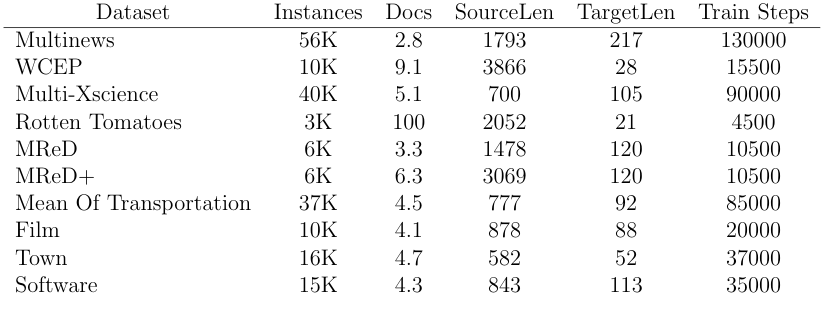 Dataset Instances Docs SourceLen TargetLen Train Steps
Multinews 56K 2.8 1793 217 130000
WCEP 10K 9.1 3866 28 15500
Multi-Xscience 40K 5.1 700 105 90000
Rotten Tomatoes 3K 100 2052 21 4500
MReD 6K 3.3 1478 120 10500
MReD+ 6K 6.3 3069 120 10500
Mean Of Transportation 37K 4.5 777 92 85000
Film 10K 4.1 878 88 20000
Town 16K 4.7 582 52 37000
Software 15K 4.3 843 113 35000